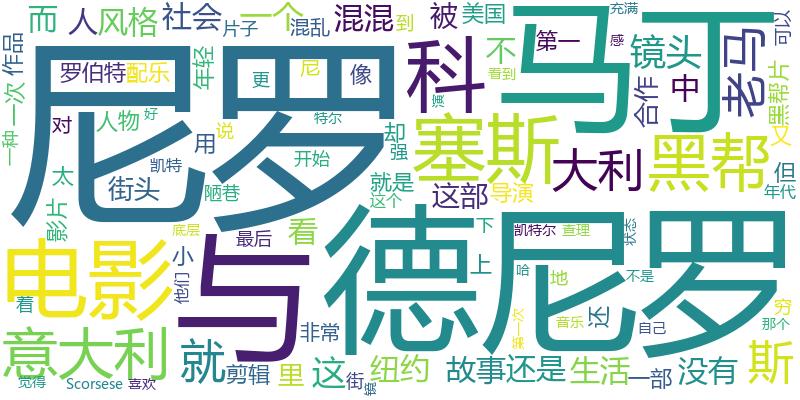 而 人 风格 社会 片子 一个 混乱 混混 到 被 美国 充满 感
作品 罗伯特 配乐 年轻 更 尼 像 科 看到 不 第一 马丁 镜头 合作 中 老马 可以
一种 一次 对 尼罗 人物 好 用 说 特尔 却 强 演 塞斯 大利 黑帮 又 黑帮片
影片 太 街头 凯特 陋巷 开始 就是 这个 这部 导演 但 年代
电影 底层 小 他们 与 最后 看 德尼罗 下 上 凯特尔 查理 哈 地 状态 不是
着 意大利 就 剪辑 里 非常 这 街 镜 纽约 第一次 音乐 还 自己 穷 那个
觉得 Scorsese 喜欢 故事 还是 生活 一部 没有 斯